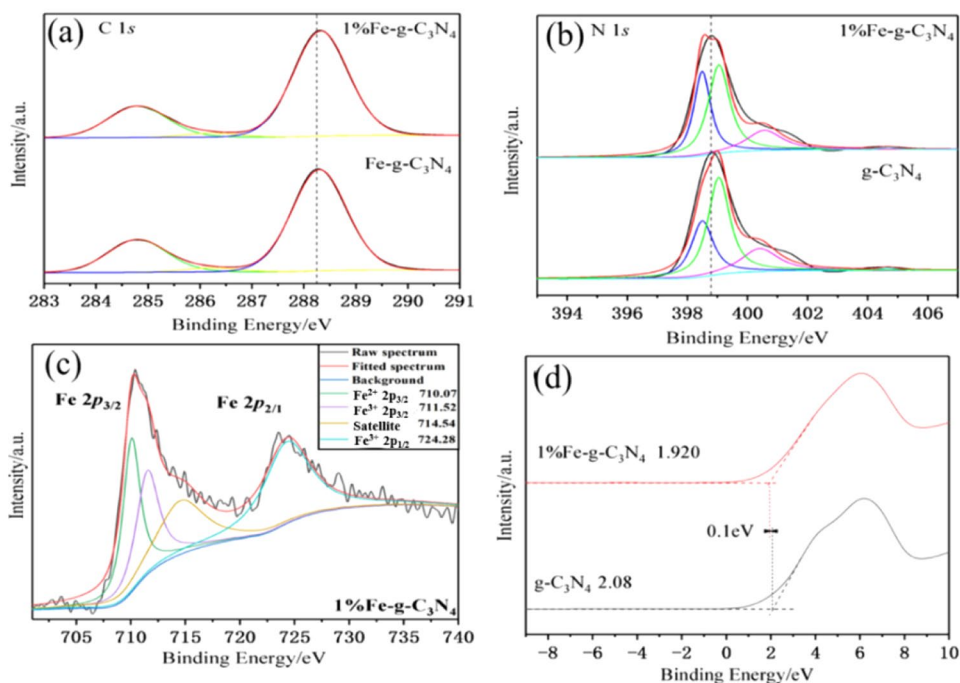 (a)
C 1s
1%Fe-g-C₃N₄
Fe-g-C₃N₄
Intensity/a.u.
283 284 285 286 287 288 289 290 291
Binding Energy/eV
(b)
N 1s
1%Fe-g-C₃N₄
g-C₃N₄
Intensity/a.u.
394 396 398 400 402 404 406
Binding Energy/eV
(c)
Fe 2p₃/₂
Fe 2p₂/₁
Raw spectrum
Fitted spectrum
Background
Fe²⁺ 2p₃/₂ 710.07
Fe³⁺ 2p₃/₂ 711.52
Satellite 714.54
Fe³⁺ 2p₁/₂ 724.28
1%Fe-g-C₃N₄
Intensity/a.u.
705 710 715 720 725 730 735 740
Binding Energy/eV
(d)
1%Fe-g-C₃N₄ 1.920
0.1eV
g-C₃N₄ 2.08
Intensity/a.u.
-8 -6 -4 -2 0 2 4 6 8 10
Binding Energy/eV